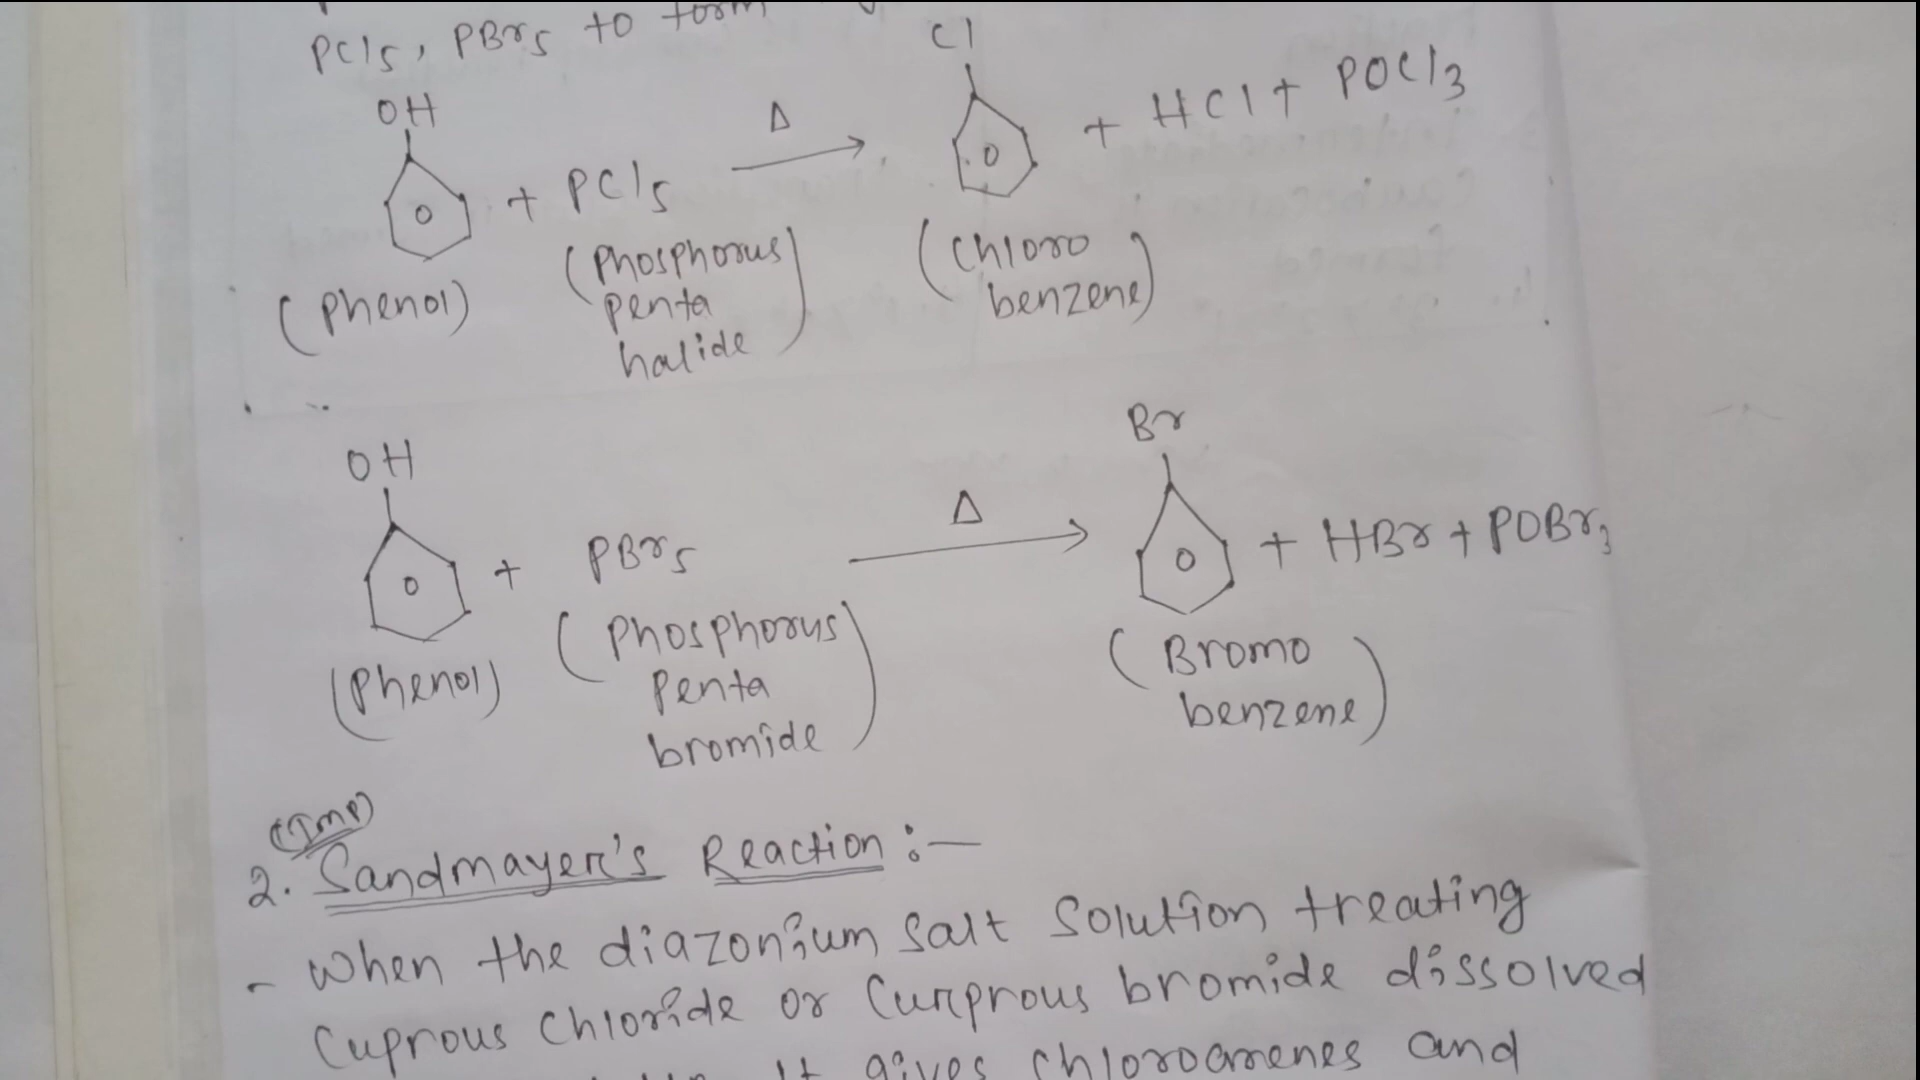 PCl5, PBr5 to form
OH
Cl
+ PCl5
Δ
+ HCl + POCl3
(Phenol)
(Phosphorus
penta
halide)
(Chloro
benzene)
OH
Br
+ PBr5
Δ
+ HBr + POBr3
(Phenol)
(Phosphorus
Penta
bromide)
(Bromo
benzene)
(Imp)
2. Sandmayer's Reaction :-
- When the diazonium salt solution treating
Cuprous chloride or Curprous bromide dissolved
It gives chloroarenes and